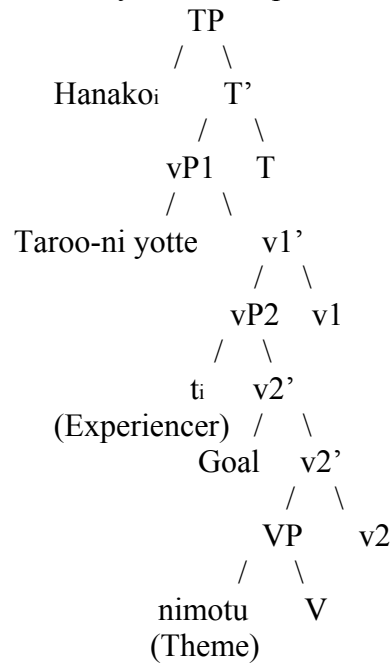 TP
Hanakoi T’
vP1 T
Taroo-ni yotte v1’
vP2 v1
ti v2’
(Experiencer)
Goal v2’
VP v2
nimotu V
(Theme)